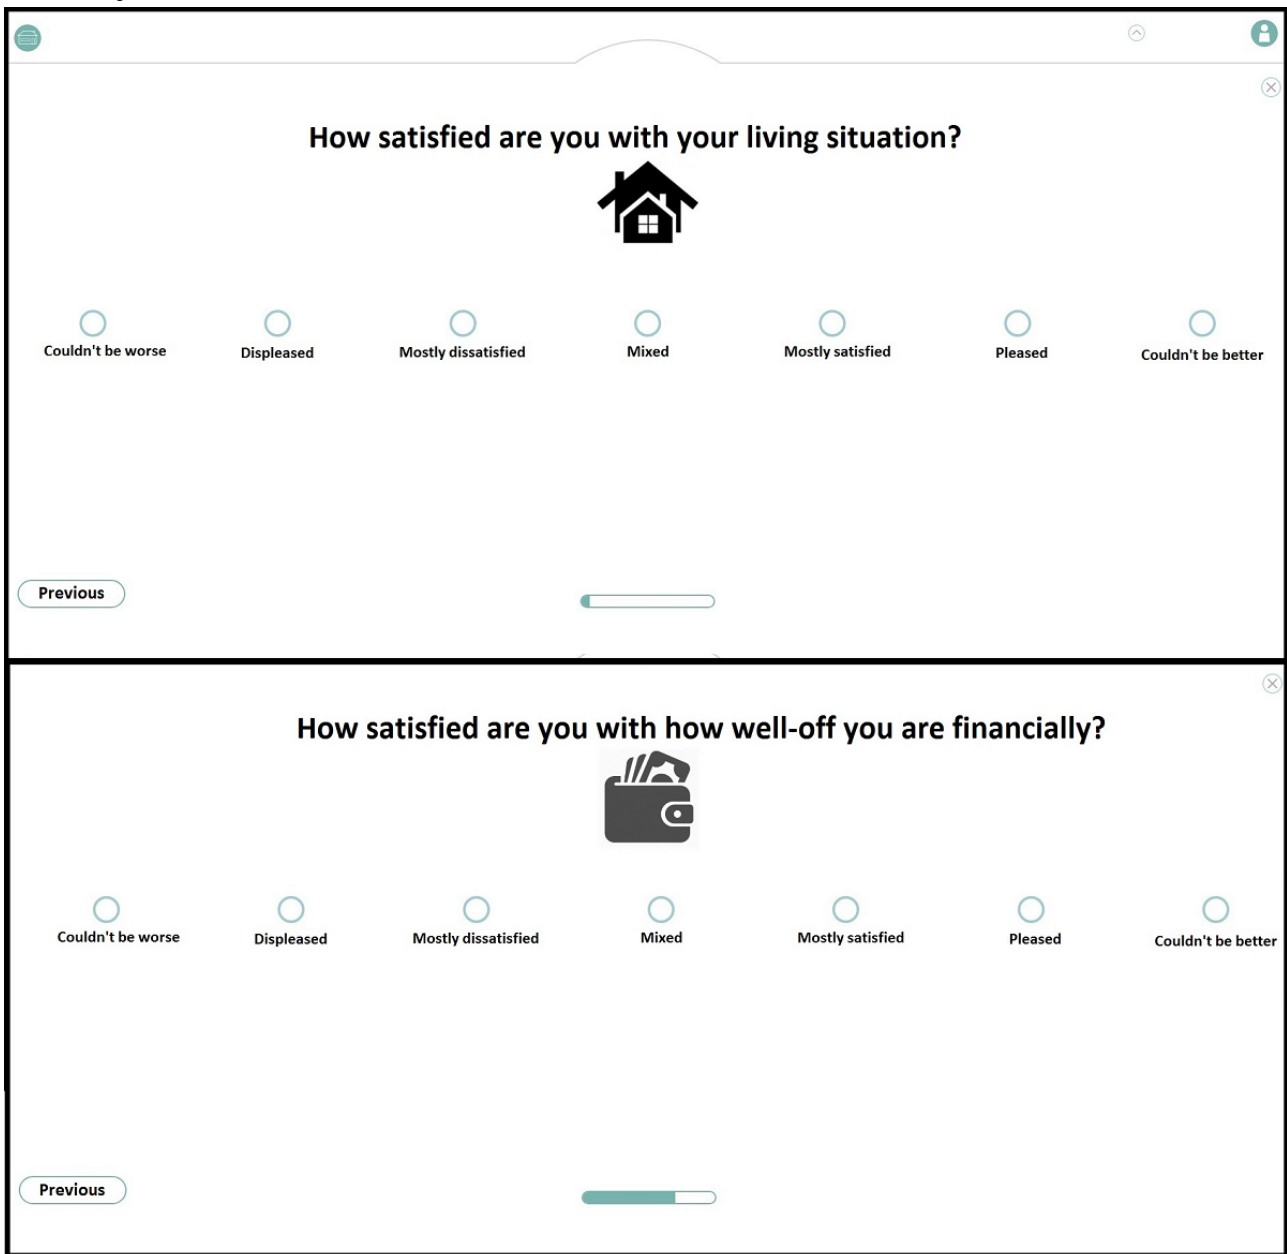 How satisfied are you with your living situation?
Couldn't be worse Displeased Mostly dissatisfied Mixed Mostly satisfied Pleased Couldn't be better
Previous
How satisfied are you with how well-off you are financially?
Couldn't be worse Displeased Mostly dissatisfied Mixed Mostly satisfied Pleased Couldn't be better
Previous